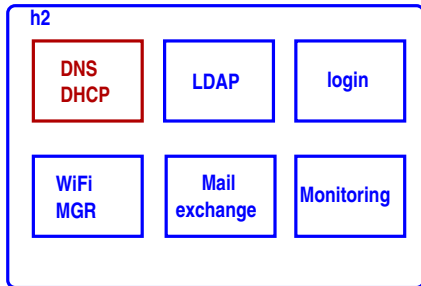 h2
DNS
DHCP
LDAP
login
WiFi
MGR
Mail
exchange
Monitoring